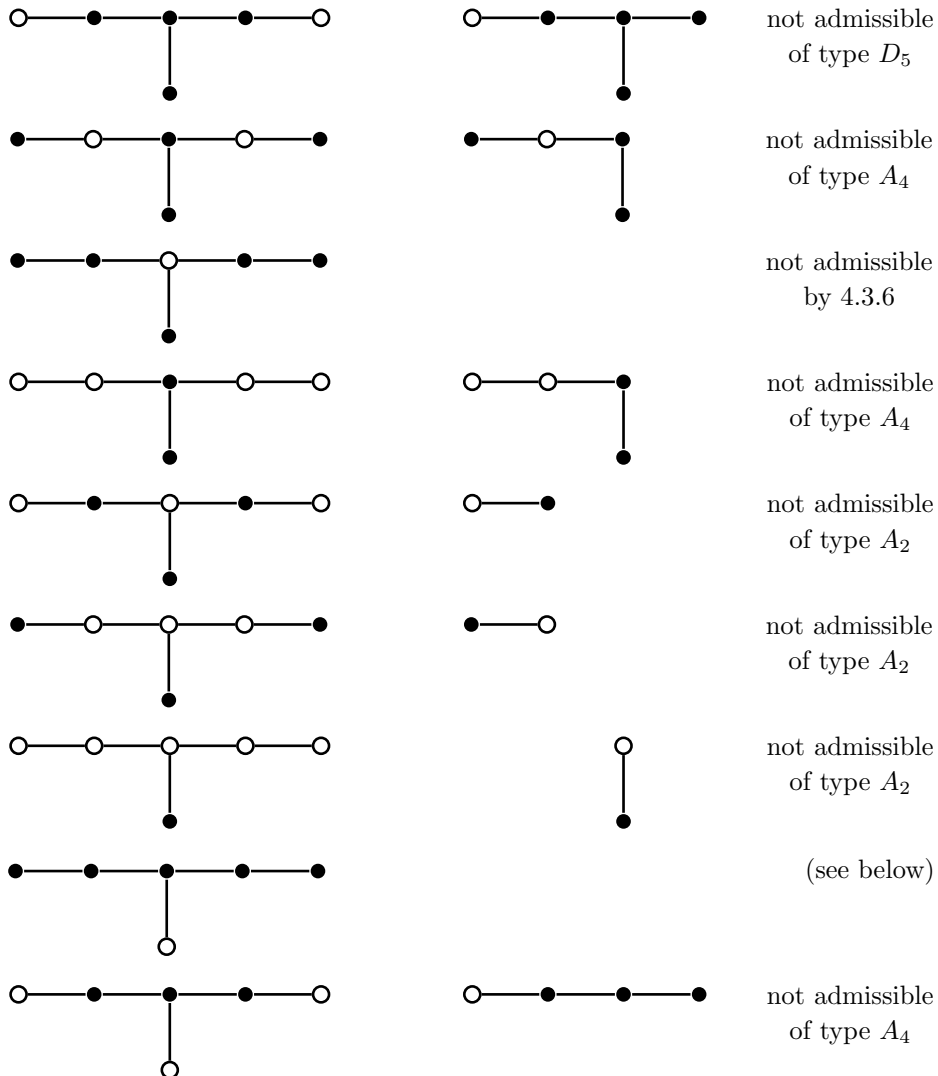 not admissible
of type $D_5$
not admissible
of type $A_4$
not admissible
by 4.3.6
not admissible
of type $A_4$
not admissible
of type $A_2$
not admissible
of type $A_2$
not admissible
of type $A_2$
(see below)
not admissible
of type $A_4$